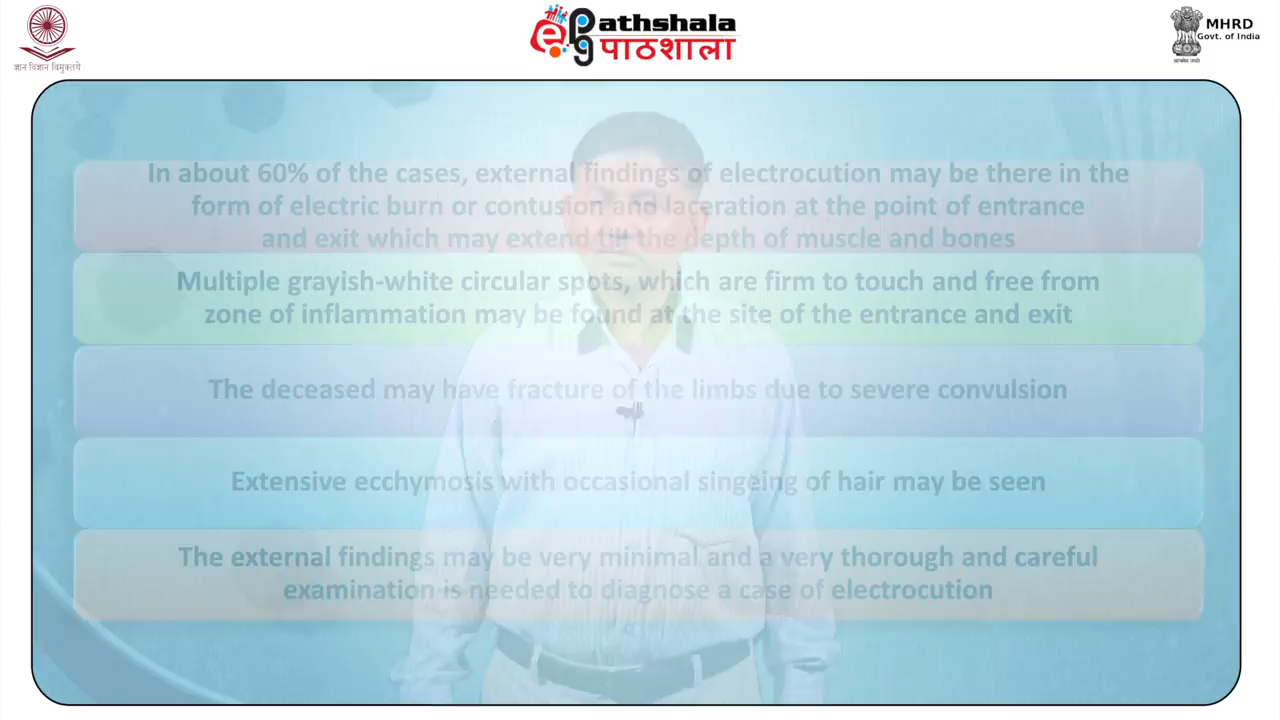 ज्ञान विज्ञान विमुक्तये
e
pg
athshala
पाठशाला
MHRD
Govt. of India
सत्यमेव जयते
In about 60% of the cases, external findings of electrocution may be there in the
form of electric burn or contusion and laceration at the point of entrance
and exit which may extend till the depth of muscle and bones
Multiple grayish-white circular spots, which are firm to touch and free from
zone of inflammation may be found at the site of the entrance and exit
The deceased may have fracture of the limbs due to severe convulsion
Extensive ecchymosis with occasional singeing of hair may be seen
The external findings may be very minimal and a very thorough and careful
examination is needed to diagnose a case of electrocution